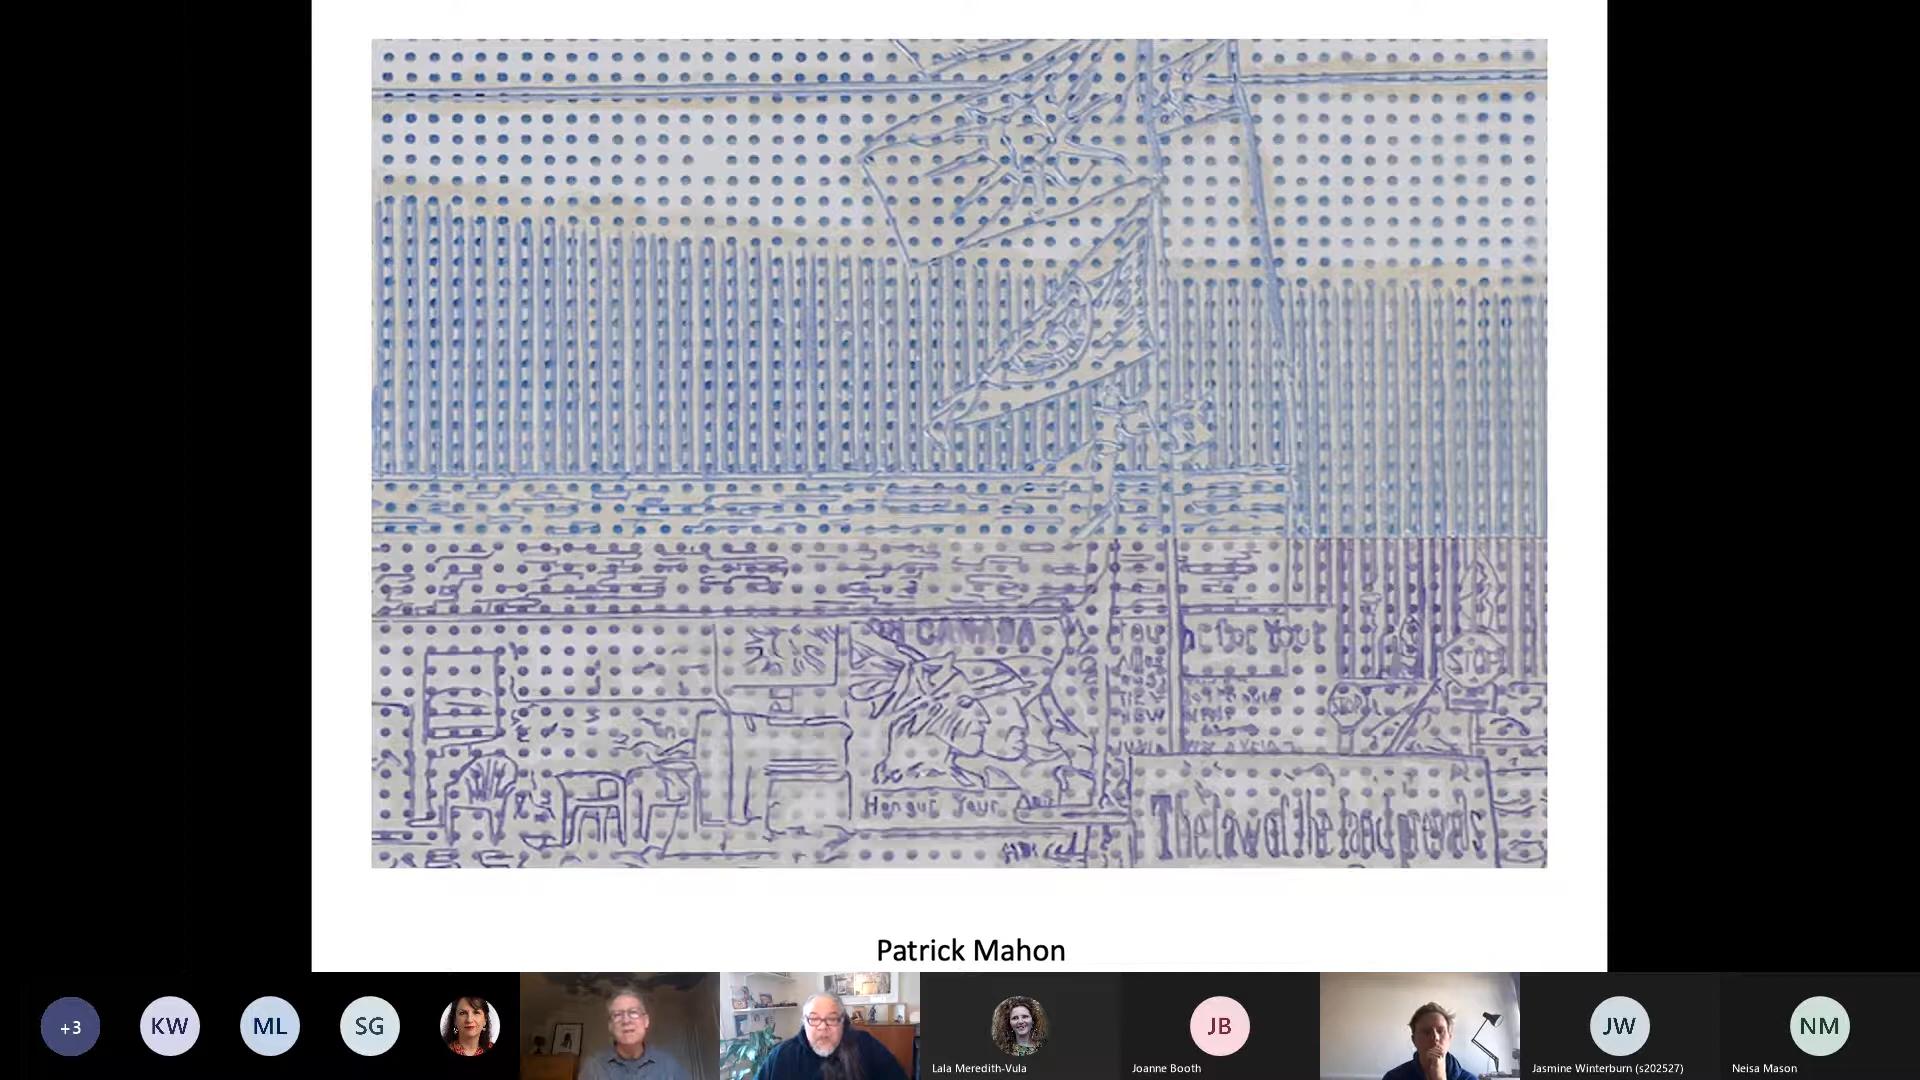 OH CANADA
STOP
STOP
Honour Your
The law of the land prevails
Patrick Mahon
+3
KW
ML
SG
Lala Meredith-Vula
JB
Joanne Booth
JW
Jasmine Winterburn (s202527)
NM
Neisa Mason